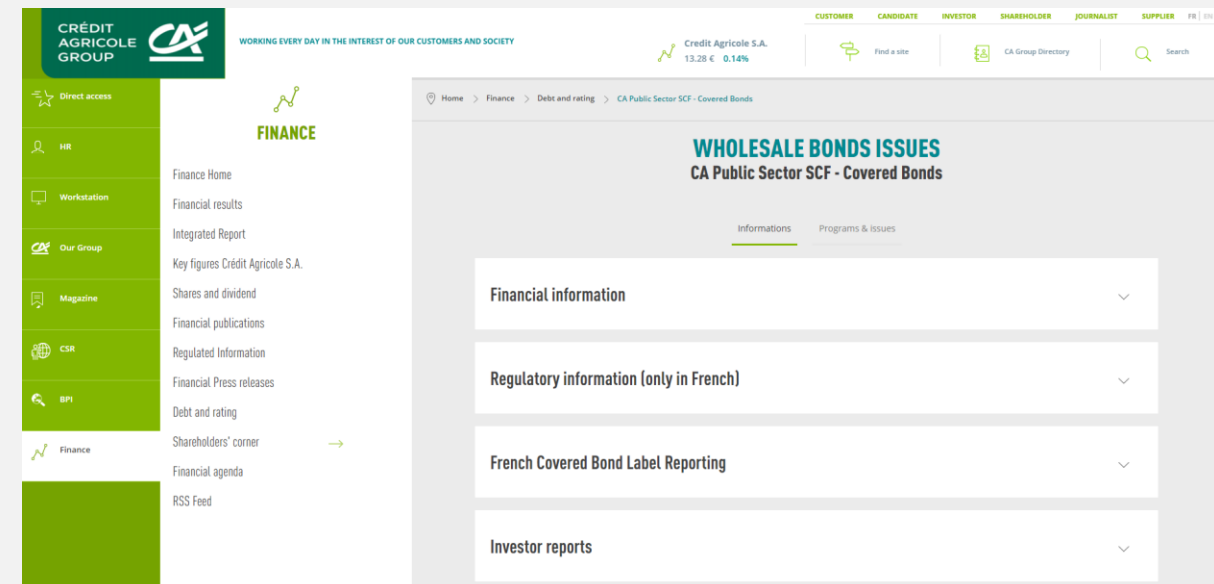 CUSTOMER CANDIDATE INVESTOR SHAREHOLDER JOURNALIST SUPPLIER FR | EN
CRÉDIT
AGRICOLE
GROUP
WORKING EVERY DAY IN THE INTEREST OF OUR CUSTOMERS AND SOCIETY
Credit Agricole S.A.
13.28 € 0.14%
Find a site
CA Group Directory
Search
Direct access
HR
Workstation
Our Group
Magazine
CSR
BPI
Finance
FINANCE
Finance Home
Financial results
Integrated Report
Key figures Crédit Agricole S.A.
Shares and dividend
Financial publications
Regulated Information
Financial Press releases
Debt and rating
Shareholders' corner
Financial agenda
RSS Feed
Home > Finance > Debt and rating > CA Public Sector SCF - Covered Bonds
WHOLESALE BONDS ISSUES
CA Public Sector SCF - Covered Bonds
Informations Programs & issues
Financial information
Regulatory information (only in French)
French Covered Bond Label Reporting
Investor reports